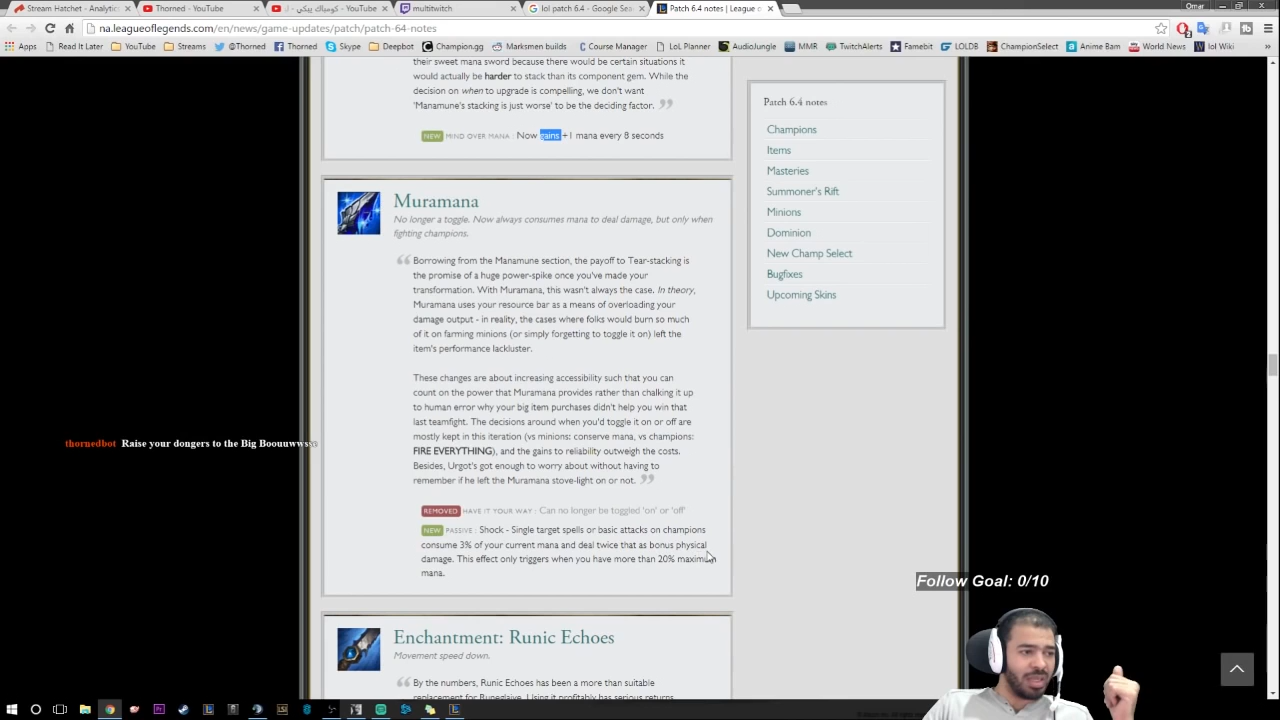 Stream Hatchet - Analytic
Thorned - YouTube
YouTube - كومباك بيكي - ل
multitwitch
lol patch 6.4 - Google Sea
Patch 6.4 notes | League o
Omar
na.leagueoflegends.com/en/news/game-updates/patch/patch-64-notes
Apps
Read It Later
YouTube
Streams
@Thorned
Thorned
Skype
Deepbot
Champion.gg
Marksmen builds
Course Manager
LoL Planner
AudioJungle
MMR
TwitchAlerts
Famebit
LOLDB
ChampionSelect
Anime Bam
World News
lol Wiki
their sweet mana sword because there would be certain situations it
would actually be harder to stack than its component gem. While the
decision on when to upgrade is compelling, we don't want
'Manamune's stacking is just worse' to be the deciding factor.
NEW MIND OVER MANA : Now gains +1 mana every 8 seconds
Muramana
No longer a toggle. Now always consumes mana to deal damage, but only when
fighting champions.
Borrowing from the Manamune section, the payoff to Tear-stacking is
the promise of a huge power-spike once you've made your
transformation. With Muramana, this wasn't always the case. In theory,
Muramana uses your resource bar as a means of overloading your
damage output - in reality, the cases where folks would burn so much
of it on farming minions (or simply forgetting to toggle it on) left the
item's performance lackluster.
These changes are about increasing accessibility such that you can
count on the power that Muramana provides rather than chalking it up
to human error why your big item purchases didn't help you win that
last teamfight. The decisions around when you'd toggle it on or off are
mostly kept in this iteration (vs minions: conserve mana, vs champions:
FIRE EVERYTHING), and the gains to reliability outweigh the costs.
Besides, Urgot's got enough to worry about without having to
remember if he left the Muramana stove-light on or not.
REMOVED HAVE IT YOUR WAY : Can no longer be toggled 'on' or 'off'
NEW PASSIVE : Shock - Single target spells or basic attacks on champions
consume 3% of your current mana and deal twice that as bonus physical
damage. This effect only triggers when you have more than 20% maximum
mana.
Enchantment: Runic Echoes
Movement speed down.
By the numbers, Runic Echoes has been a more than suitable
replacement for Runeglaive. Using it profitably has serious returns
Patch 6.4 notes
Champions
Items
Masteries
Summoner's Rift
Minions
Dominion
New Champ Select
Bugfixes
Upcoming Skins
thornedbot Raise your dongers to the Big Boouuwwsse
Follow Goal: 0/10